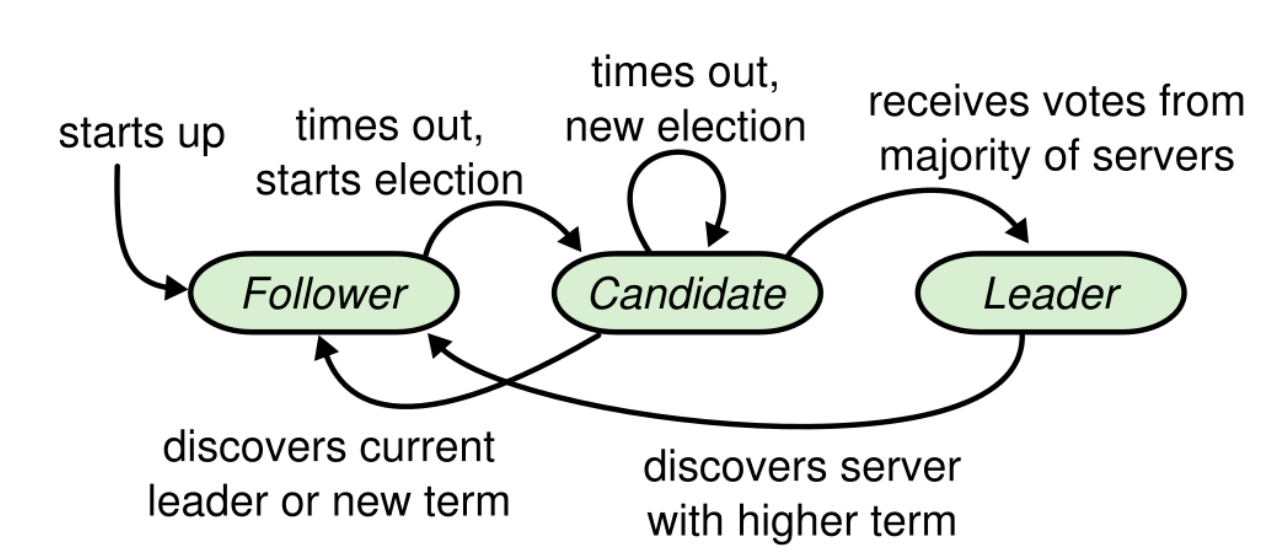 starts up
times out,
starts election
times out,
new election
receives votes from
majority of servers
Follower
Candidate
Leader
discovers current
leader or new term
discovers server
with higher term